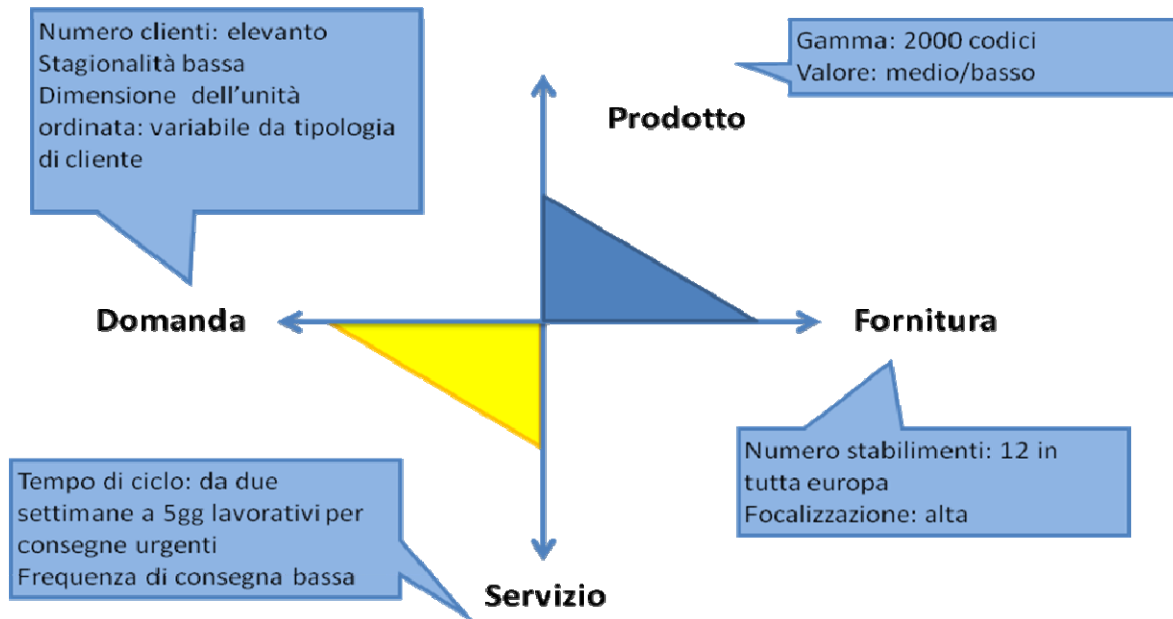 Numero clienti: elevanto
Stagionalità bassa
Dimensione dell'unità
ordinata: variabile da tipologia
di cliente
Gamma: 2000 codici
Valore: medio/basso
Prodotto
Domanda
Fornitura
Numero stabilimenti: 12 in
tutta europa
Focalizzazione: alta
Tempo di ciclo: da due
settimane a 5gg lavorativi per
consegne urgenti
Frequenza di consegna bassa
Servizio